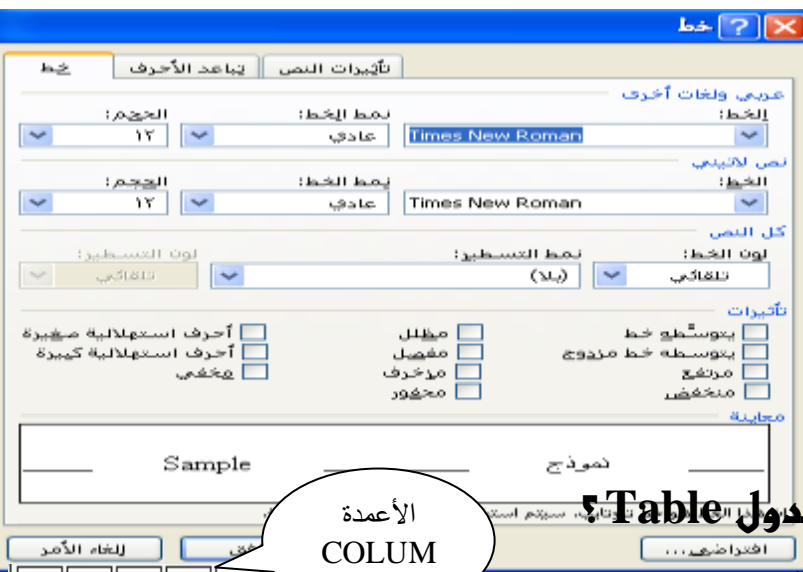 خط
خط تباعد الأحرف تأثيرات النص
عربي ولغات أخرى
الخط: نمط الخط: الحجم:
Times New Roman عادي ١٢
نص لاتيني
الخط: نمط الخط: الحجم:
Times New Roman عادي ١٢
كل النص
لون الخط: نمط التسطير: لون التسطير:
تلقائي (بلا) تلقائي
تأثيرات
يتوسطه خط مظلل أحرف استهلالية صغيرة
يتوسطه خط مزدوج مفصل أحرف استهلالية كبيرة
مرتفع مزخرف مخفي
منخفض محفور
معاينة
نموذج Sample
دول Table؟
الأعمدة
COLUM
افتراضي... إلغاء الأمر